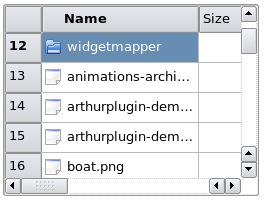 Name Size
12 widgetmapper
13 animations-archi...
14 arthurplugin-dem...
15 arthurplugin-dem...
16 boat.png